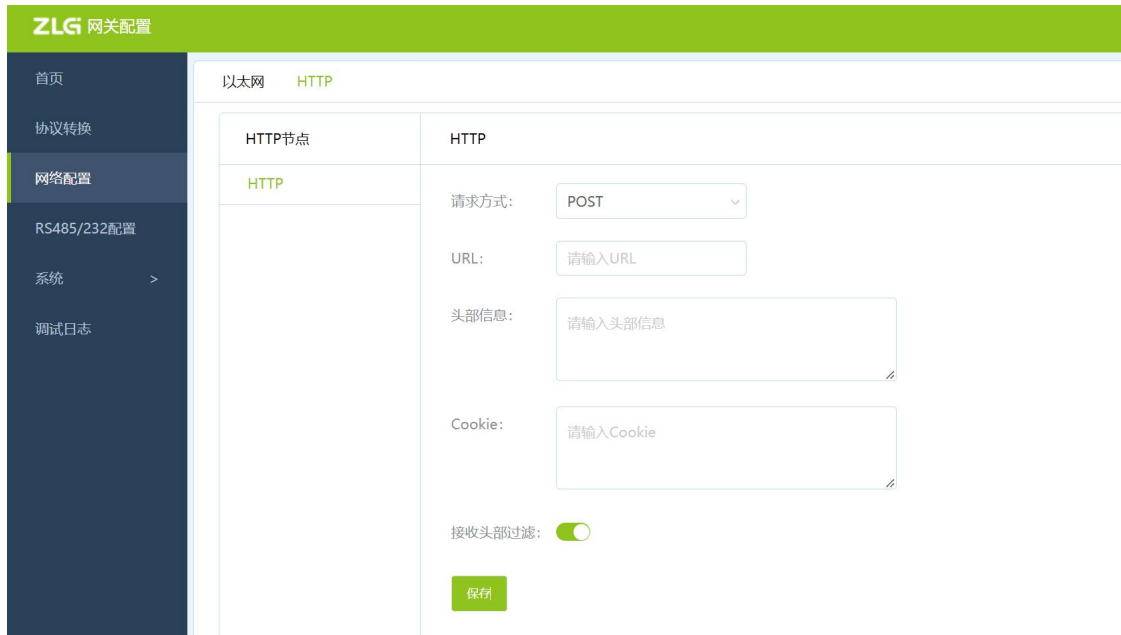 ZLG 网关配置
首页
协议转换
网络配置
RS485/232配置
系统 >
调试日志
以太网 HTTP
HTTP节点
HTTP
HTTP
请求方式: POST
URL: 请输入URL
头部信息: 请输入头部信息
Cookie: 请输入Cookie
接收头部过滤:
保存